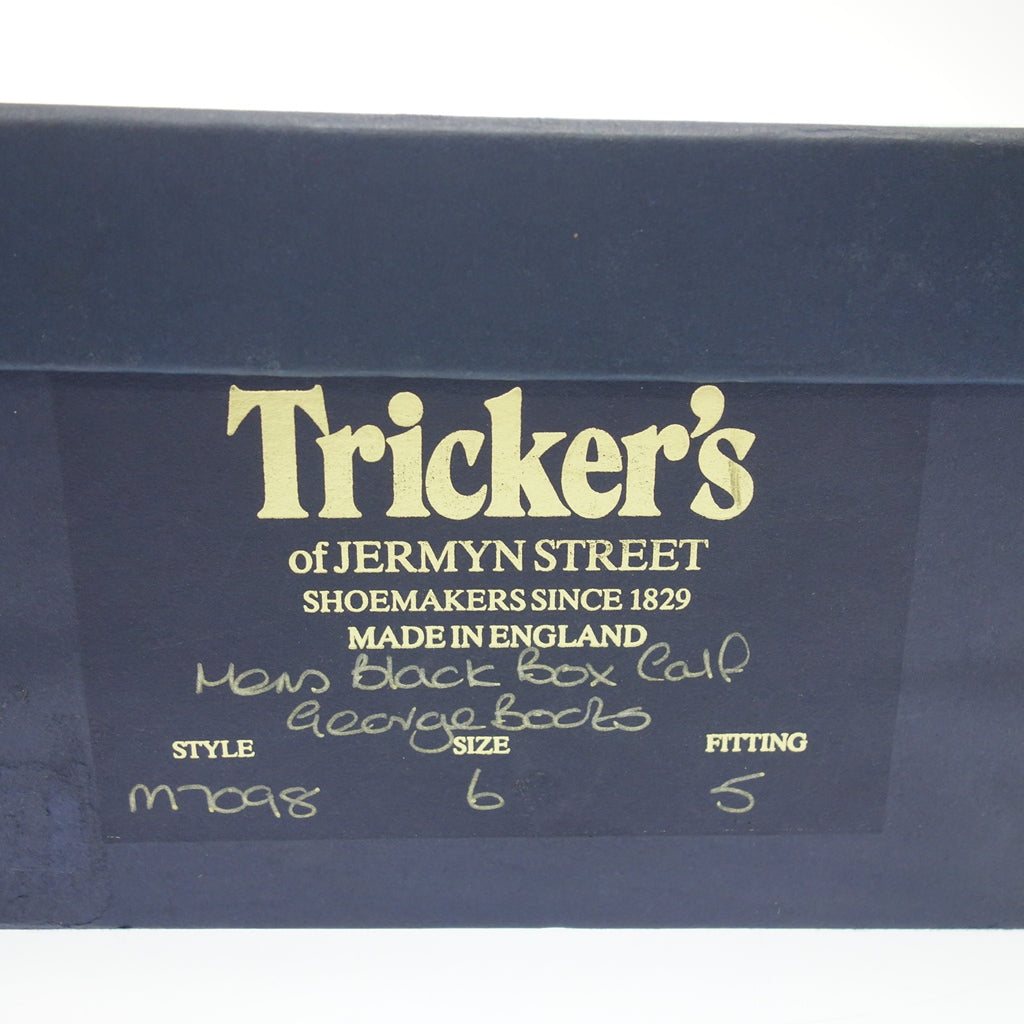 Tricker's
of JERMYN STREET
SHOEMAKERS SINCE 1829
MADE IN ENGLAND
Mens Black Box Calf
George Boots
STYLE SIZE FITTING
M7098 6 5